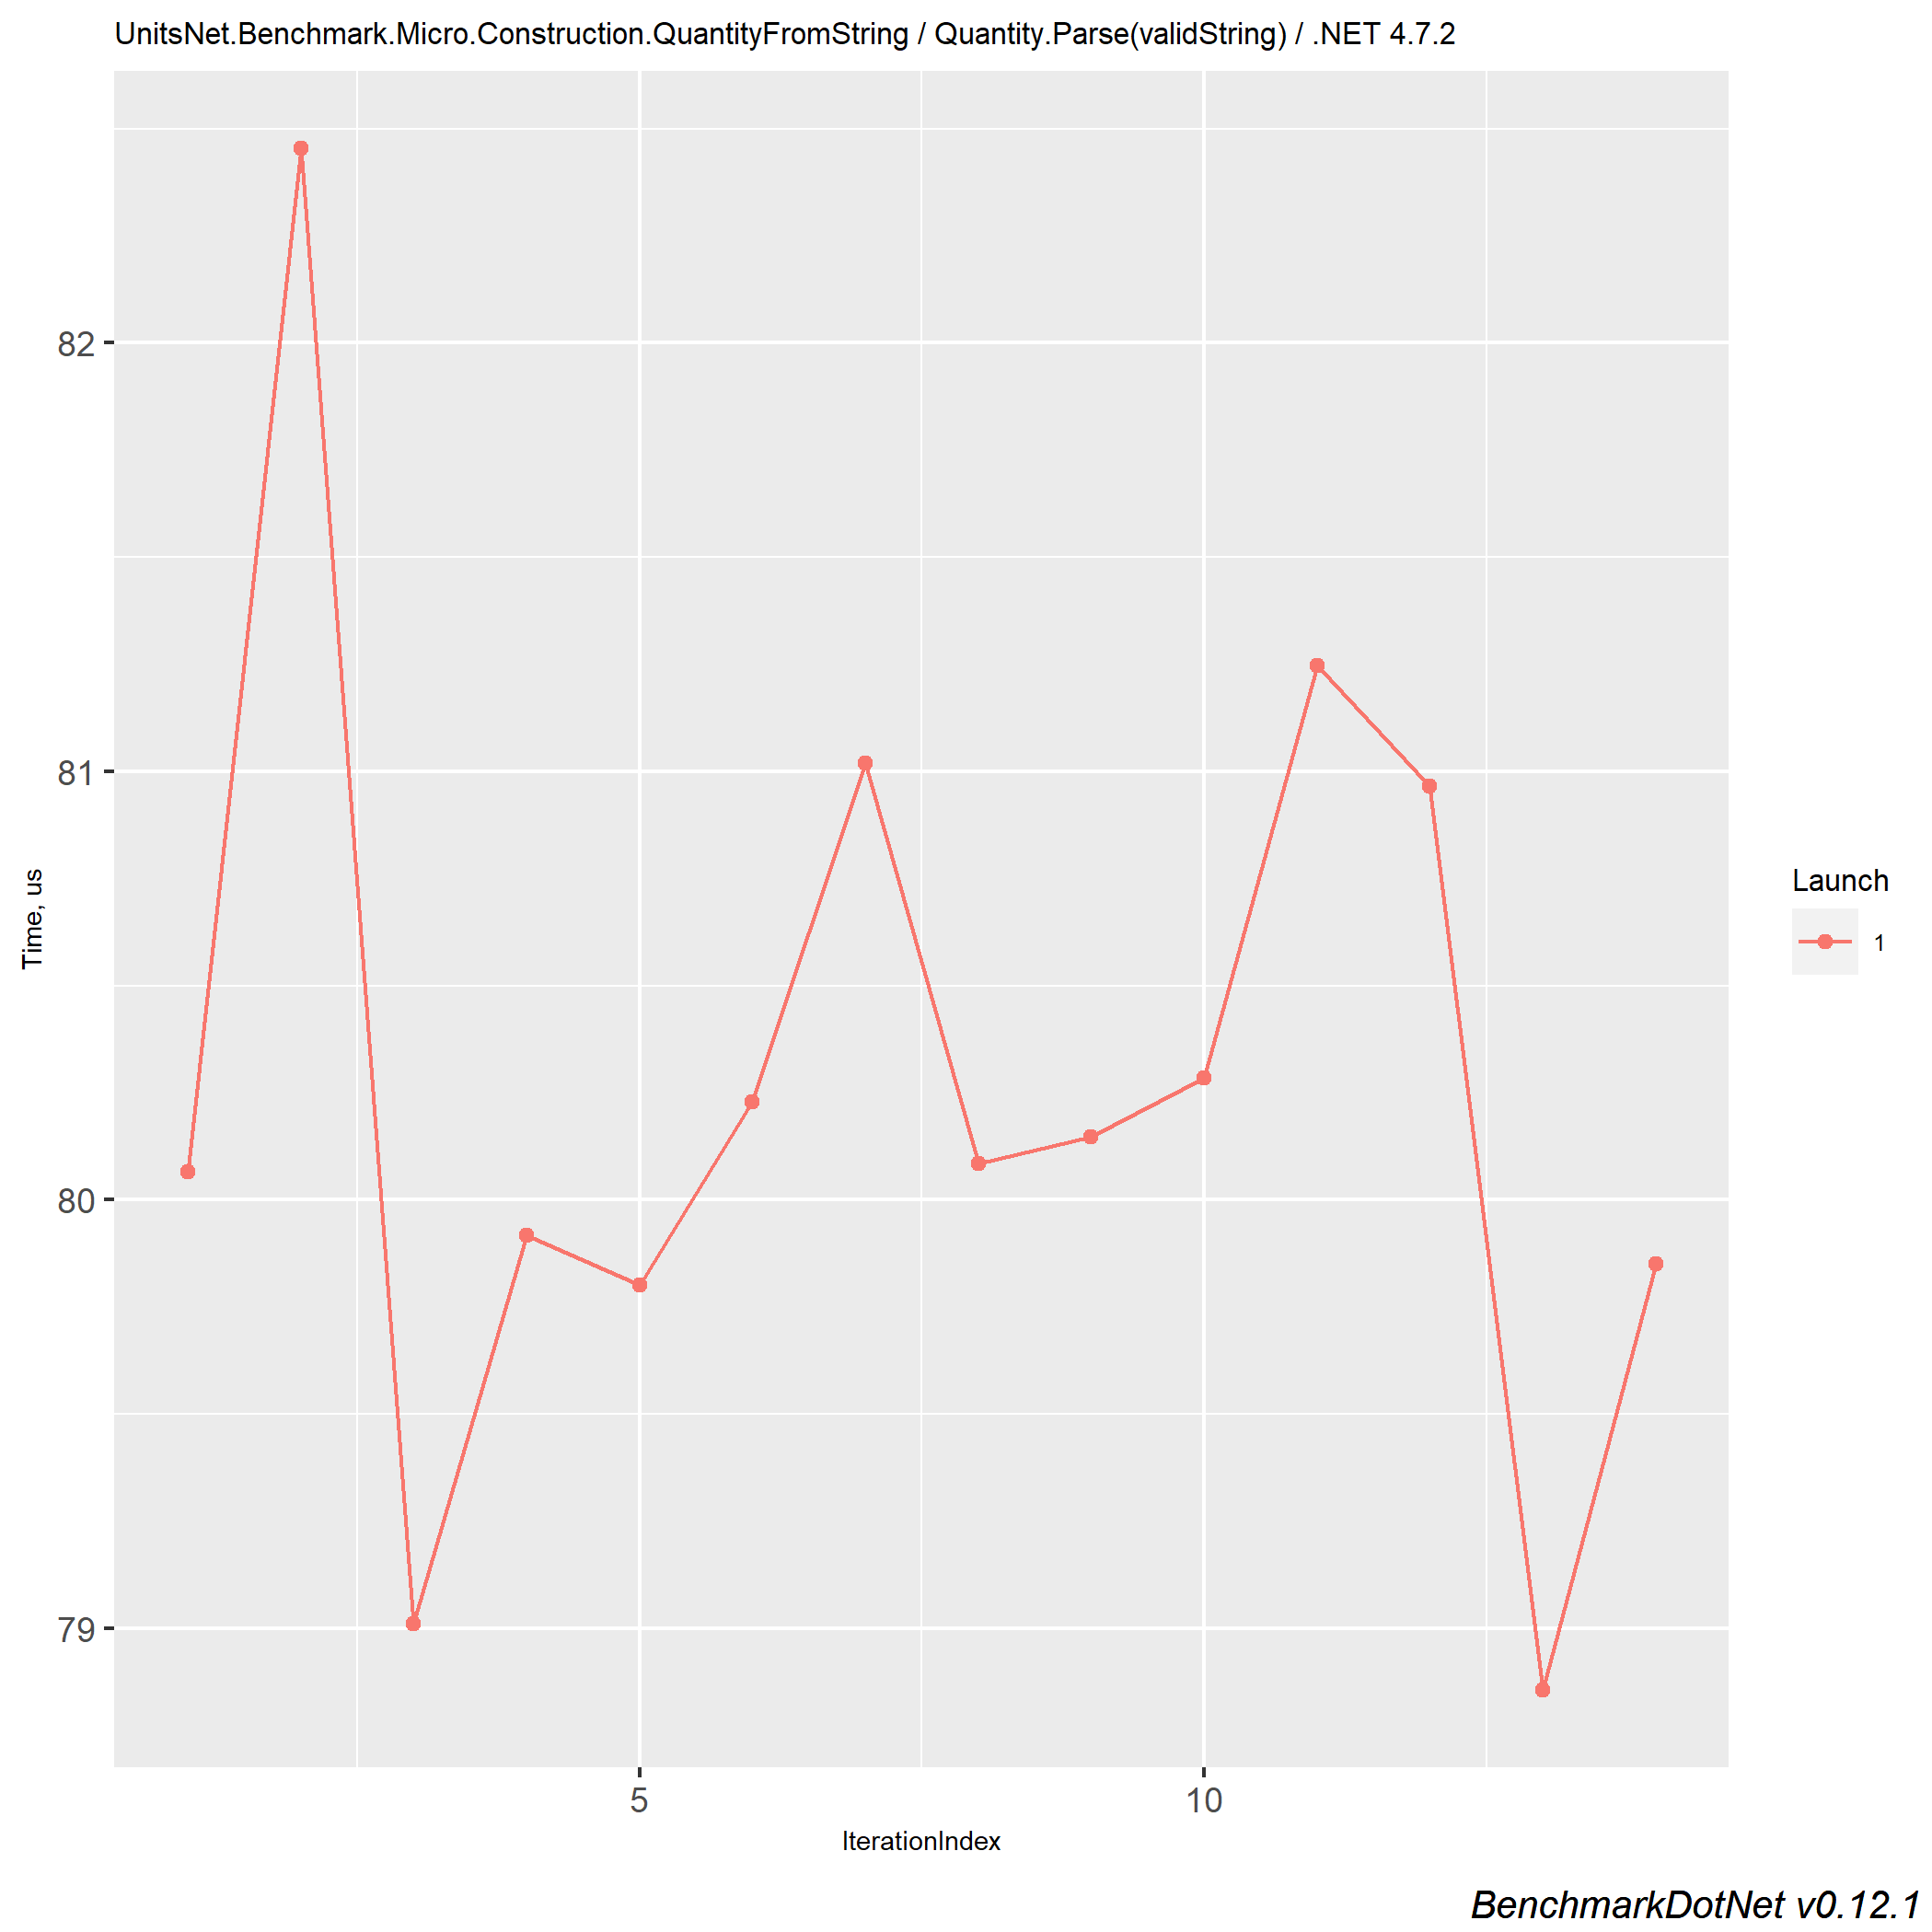 UnitsNet.Benchmark.Micro.Construction.QuantityFromString / Quantity.Parse(validString) / .NET 4.7.2
82
81
80
79
Time, us
5
10
IterationIndex
Launch
1
BenchmarkDotNet v0.12.1